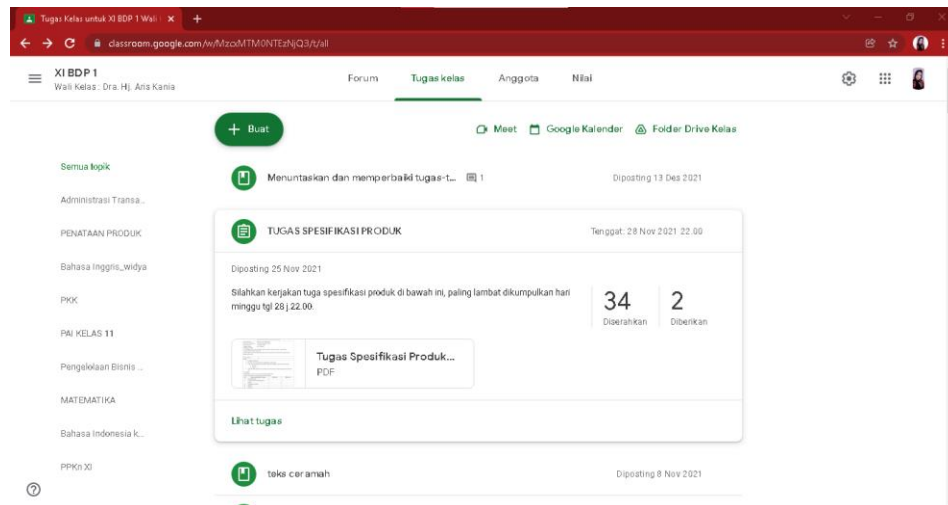 Tugas Kelas untuk XI BDP 1 Wali
classroom.google.com/w/MzcxMTM0NTEzNjQ3/t/all
XI BDP 1
Wali Kelas : Dra. Hj. Aris Kania
Forum Tugas kelas Anggota Nilai
+ Buat
Meet Google Kalender Folder Drive Kelas
Semua topik
Administrasi Transa...
PENATAAN PRODUK
Bahasa Inggris_widya
PKK
PAI KELAS 11
Pengelolaan Bisnis ...
MATEMATIKA
Bahasa Indonesia k...
PPKn XI
Menuntaskan dan memperbaiki tugas-t... 1
Diposting 13 Des 2021
TUGAS SPESIFIKASI PRODUK
Tenggat: 28 Nov 2021 22.00
Diposting 25 Nov 2021
Silahkan kerjakan tuga spesifikasi produk di bawah ini, paling lambat dikumpulkan hari
minggu tgl 28 j.22.00.
34 2
Diserahkan Diberikan
Tugas Spesifikasi Produk...
PDF
Lihat tugas
teks ceramah
Diposting 8 Nov 2021